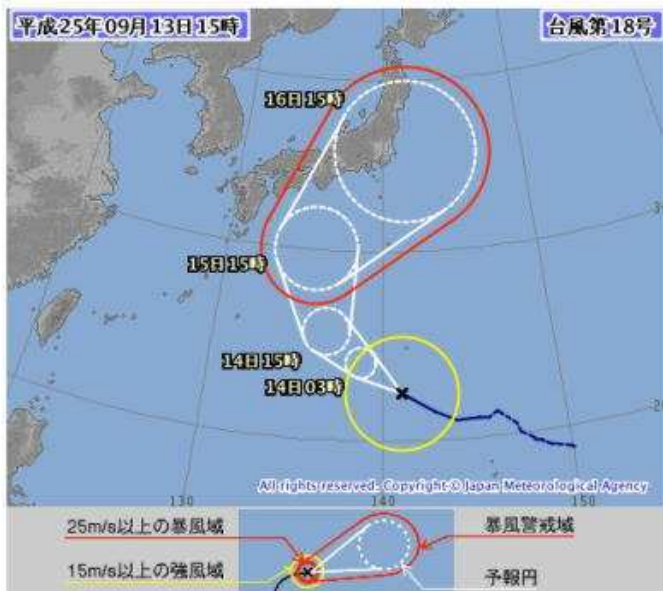 平成25年09月13日15時
台風第18号
16日15時
15日15時
14日15時
14日03時
30
20
All rights reserved. Copyright © Japan Meteorological Agency
130
140
150
25m/s以上の暴風域
暴風警戒域
15m/s以上の強風域
予報円